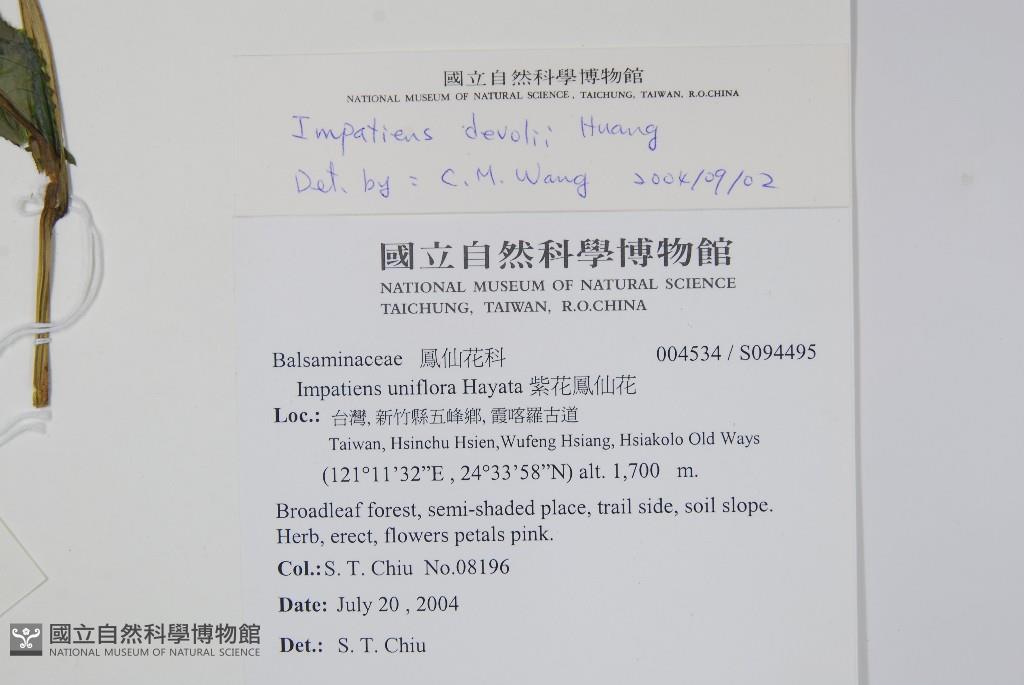 國立自然科學博物館
NATIONAL MUSEUM OF NATURAL SCIENCE, TAICHUNG, TAIWAN, R.O.CHINA
Impatiens devolii Huang
Det. by : C.M. Wang 2004/09/02
國立自然科學博物館
NATIONAL MUSEUM OF NATURAL SCIENCE
TAICHUNG, TAIWAN, R.O.CHINA
Balsaminaceae 鳳仙花科 004534 / S094495
Impatiens uniflora Hayata 紫花鳳仙花
Loc.: 台灣, 新竹縣五峰鄉, 霞喀羅古道
Taiwan, Hsinchu Hsien,Wufeng Hsiang, Hsiakolo Old Ways
(121°11’32”E , 24°33’58”N) alt. 1,700 m.
Broadleaf forest, semi-shaded place, trail side, soil slope.
Herb, erect, flowers petals pink.
Col.: S. T. Chiu No.08196
Date: July 20 , 2004
Det.: S. T. Chiu
國立自然科學博物館
NATIONAL MUSEUM OF NATURAL SCIENCE